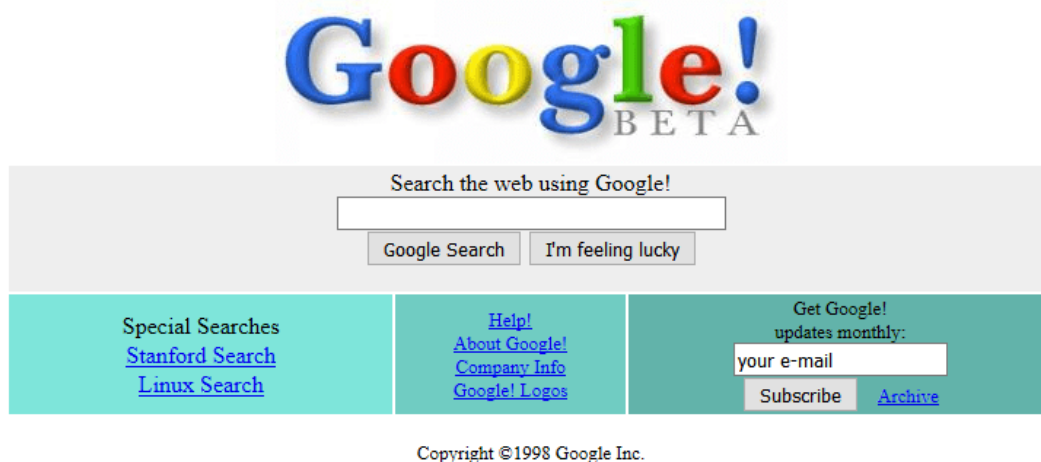 Google!
BETA
Search the web using Google!
Google Search I'm feeling lucky
Special Searches
Stanford Search
Linux Search
Help!
About Google!
Company Info
Google! Logos
Get Google!
updates monthly:
your e-mail
Subscribe Archive
Copyright ©1998 Google Inc.